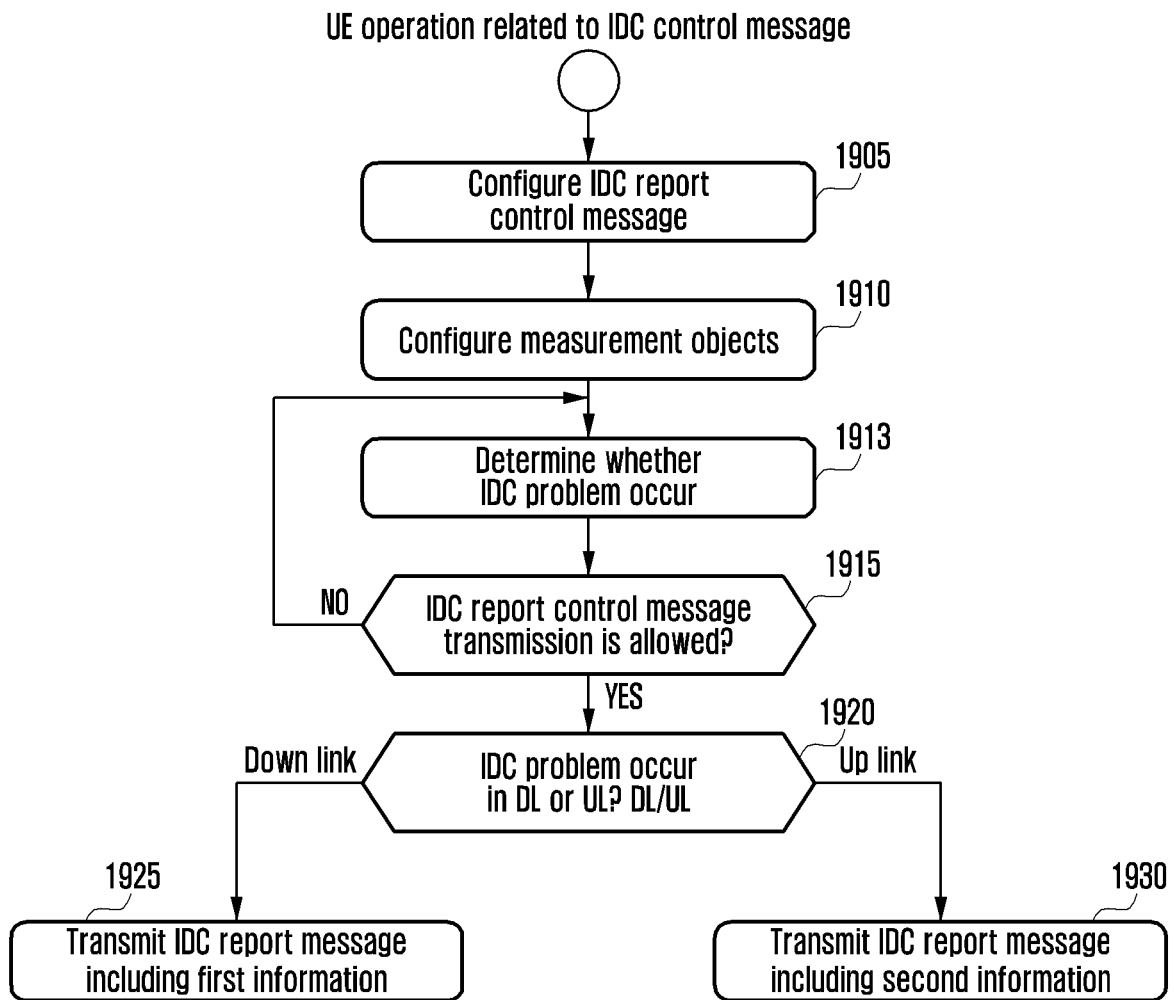 UE operation related to IDC control message
1905
Configure IDC report
control message
1910
Configure measurement objects
1913
Determine whether
IDC problem occur
1915
NO
IDC report control message
transmission is allowed?
YES
1920
Down link
IDC problem occur
in DL or UL? DL/UL
Up link
1925
Transmit IDC report message
including first information
1930
Transmit IDC report message
including second information